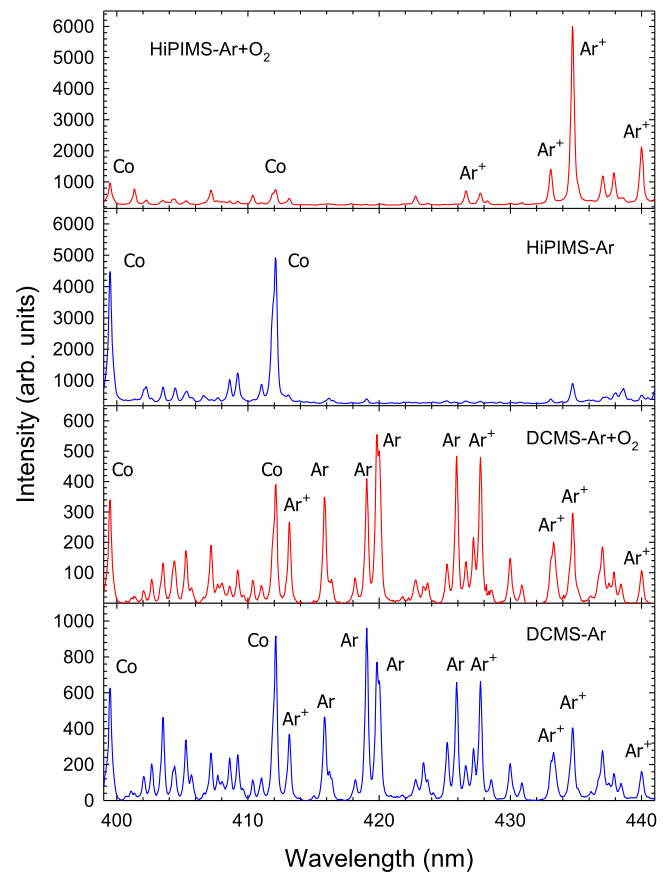 6000
HiPIMS-Ar+O₂
Ar⁺
5000
4000
3000
2000
Co
Co
Ar⁺
Ar⁺
Ar⁺
1000
6000
HiPIMS-Ar
5000
Co
Co
4000
3000
2000
1000
600
DCMS-Ar+O₂
500
Co
Co
Ar
Ar
Ar
Ar
Ar⁺
400
Ar⁺
Ar⁺
300
Ar⁺
200
Ar⁺
100
1000
DCMS-Ar
800
Co
Co
Ar
Ar
Ar
Ar⁺
600
Ar⁺
Ar
Ar⁺
400
Ar⁺
200
Ar⁺
0
400
410
420
430
440
Wavelength (nm)
Intensity (arb. units)